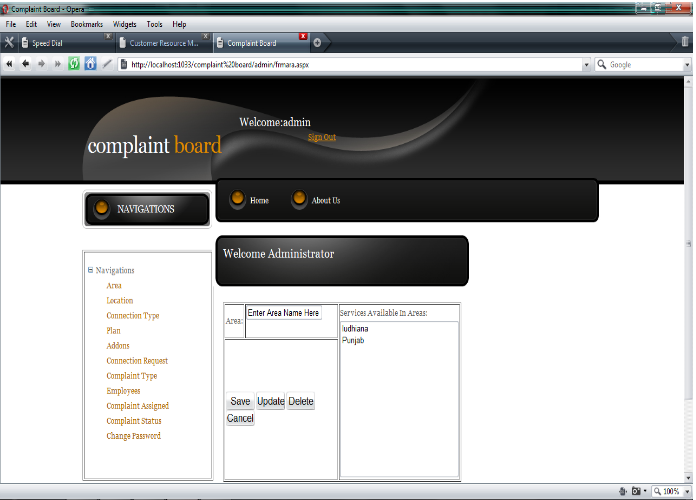 Complaint Board - Opera
File Edit View Bookmarks Widgets Tools Help
Speed Dial
Customer Resource M...
Complaint Board
http://localhost:1033/complaint%20board/admin/frmara.aspx
Google
Welcome:admin
Sign Out
complaint board
NAVIGATIONS
Home
About Us
Welcome Administrator
Navigations
Area
Location
Connection Type
Plan
Addons
Connection Request
Complaint Type
Employees
Complaint Assigned
Complaint Status
Change Password
Area:
Enter Area Name Here
Save Update Delete
Cancel
Services Available In Areas:
ludhiana
Punjab
100%